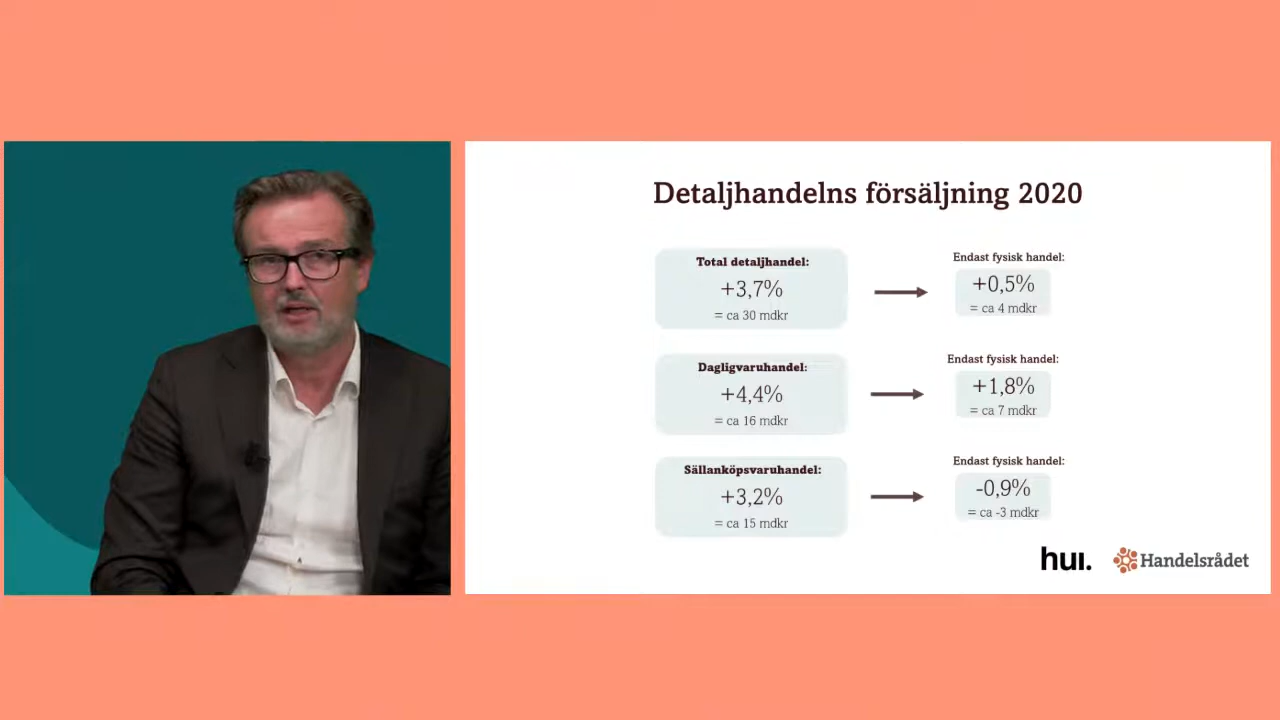 Detaljhandelns försäljning 2020
Total detaljhandel:
+3,7%
= ca 30 mdkr
Endast fysisk handel:
+0,5%
= ca 4 mdkr
Dagligvaruhandel:
+4,4%
= ca 16 mdkr
Endast fysisk handel:
+1,8%
= ca 7 mdkr
Sällanköpsvaruhandel:
+3,2%
= ca 15 mdkr
Endast fysisk handel:
-0,9%
= ca -3 mdkr
hui.
Handelsrådet